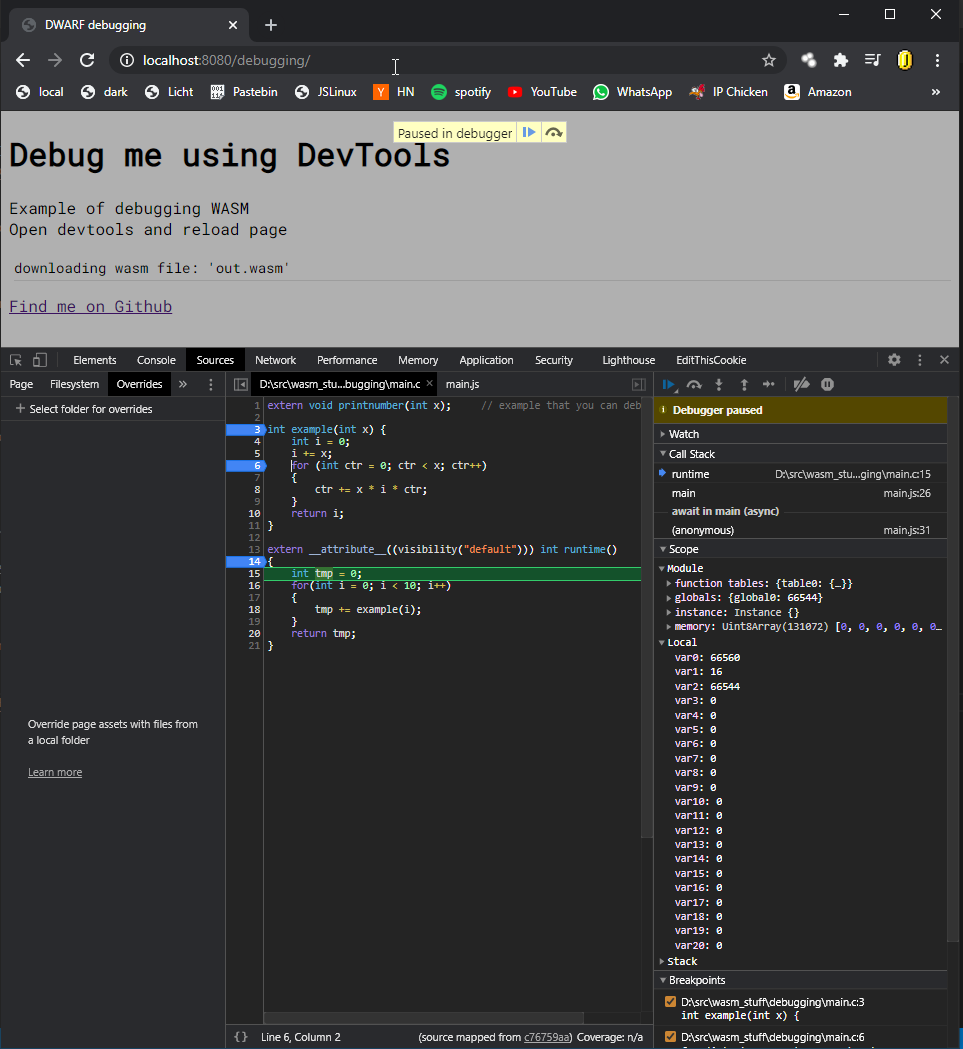 DWARF debugging
localhost:8080/debugging/
local dark Licht Pastebin JSLinux HN spotify YouTube WhatsApp IP Chicken Amazon »
Paused in debugger
Debug me using DevTools
Example of debugging WASM
Open devtools and reload page
downloading wasm file: 'out.wasm'
Find me on Github
Elements Console Sources Network Performance Memory Application Security Lighthouse EditThisCookie
Page Filesystem Overrides »
Select folder for overrides
Override page assets with files from
a local folder
Learn more
D:\src\wasm_stu…bugging\main.c × main.js
1 extern void printnumber(int x); // example that you can deb
2
3 int example(int x) {
4 int i = 0;
5 i += x;
6 for (int ctr = 0; ctr < x; ctr++)
7 {
8 ctr += x * i * ctr;
9 }
10 return i;
11 }
12
13 extern __attribute__((visibility("default"))) int runtime()
14 {
15 int tmp = 0;
16 for(int i = 0; i < 10; i++)
17 {
18 tmp += example(i);
19 }
20 return tmp;
21 }
{} Line 6, Column 2 (source mapped from c76759aa) Coverage: n/a
Debugger paused
Watch
Call Stack
runtime D:\src\wasm_stu…ging\main.c:15
main main.js:26
await in main (async)
(anonymous) main.js:31
Scope
Module
function tables: {table0: {…}}
globals: {global0: 66544}
instance: Instance {}
memory: Uint8Array(131072) [0, 0, 0, 0, 0, 0…
Local
var0: 66560
var1: 16
var2: 66544
var3: 0
var4: 0
var5: 0
var6: 0
var7: 0
var8: 0
var9: 0
var10: 0
var11: 0
var12: 0
var13: 0
var14: 0
var15: 0
var16: 0
var17: 0
var18: 0
var19: 0
var20: 0
Stack
Breakpoints
D:\src\wasm_stuff\debugging\main.c:3
int example(int x) {
D:\src\wasm_stuff\debugging\main.c:6